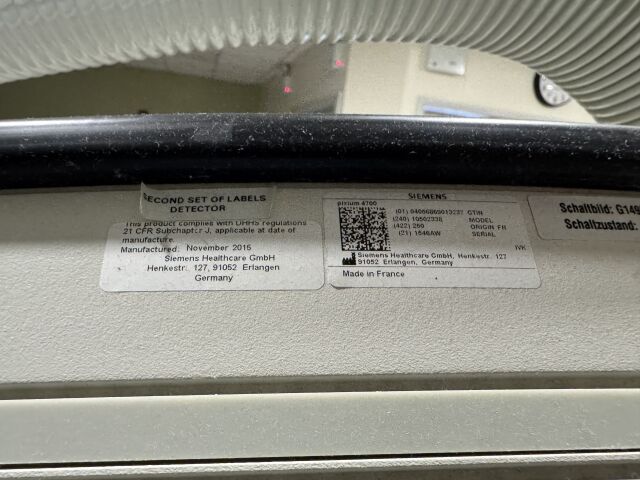 SECOND SET OF LABELS
DETECTOR
This product complies with DHHS regulations
21 CFR Subchapter J, applicable at date of
manufacture.
Manufactured: November 2015
Siemens Healthcare GmbH
Henkestr. 127, 91052 Erlangen
Germany
SIEMENS
pixium 4700
(01) 04056869013237 GTIN
(240) 10502338 MODEL
(422) 250 ORIGIN FR
(21) 1546AW SERIAL
IVK
Siemens Healthcare GmbH, Henkestr. 127
91052 Erlangen, Germany
Made in France
Schallbild: G149
Schallzustand: